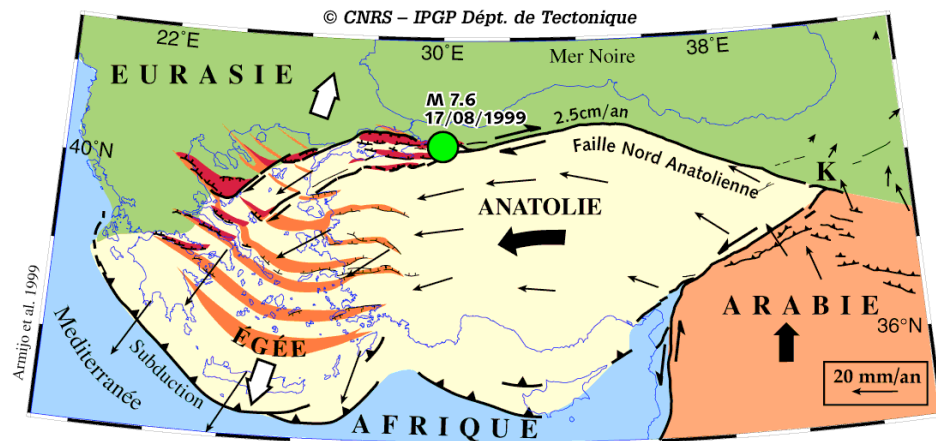 © CNRS – IPGP Dépt. de Tectonique
22°E
30°E
38°E
Mer Noire
EURASIE
M 7.6
17/08/1999
2.5cm/an
40°N
Faille Nord Anatolienne
K
ANATOLIE
ARABIE
36°N
ÉGÉE
Mediterranée
Subduction
AFRIQUE
20 mm/an
Armijo et al. 1999